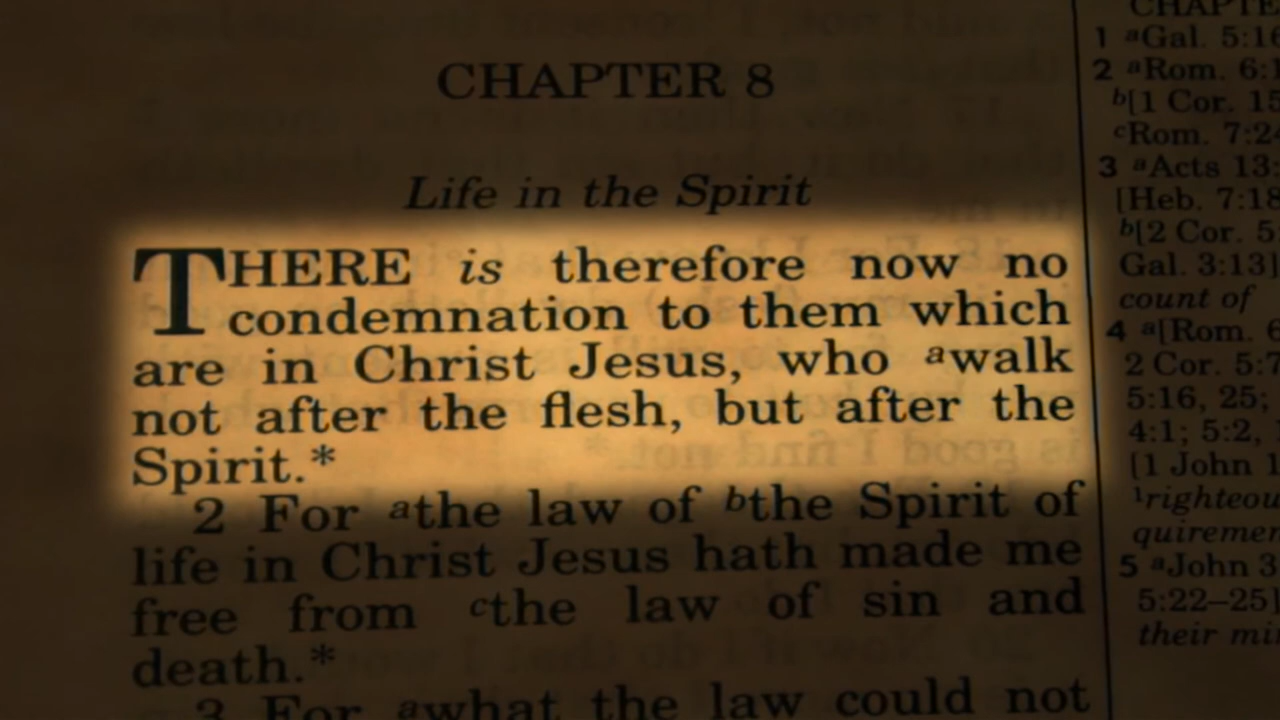 CHAPTER 8
Life in the Spirit
THERE is therefore now no
condemnation to them which
are in Christ Jesus, who awalk
not after the flesh, but after the
Spirit.*
2 For athe law of bthe Spirit of
life in Christ Jesus hath made me
free from cthe law of sin and
death.*
3 For awhat the law could not
1 aGal. 5:16
2 aRom. 6:
b[1 Cor. 15
cRom. 7:2
3 aActs 13:
[Heb. 7:18
b[2 Cor. 5
Gal. 3:13]
count of
4 a[Rom. 6
2 Cor. 5:7
5:16, 25;
4:1; 5:2,
[1 John 1
5 aJohn 3
5:22–25]